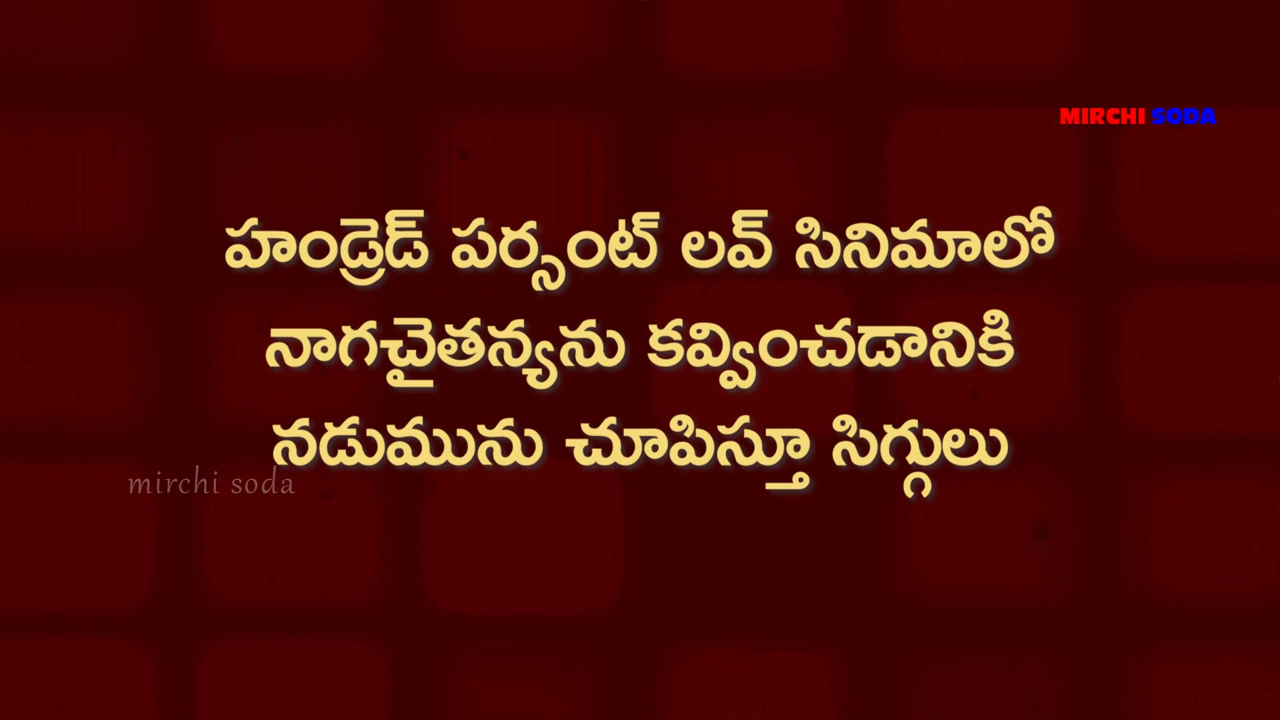 MIRCHI SODA
హండ్రెడ్ పర్సంట్ లవ్ సినిమాలో
నాగచైతన్యను కవ్వించడానికి
నడుమును చూపిస్తూ సిగ్గులు
mirchi soda